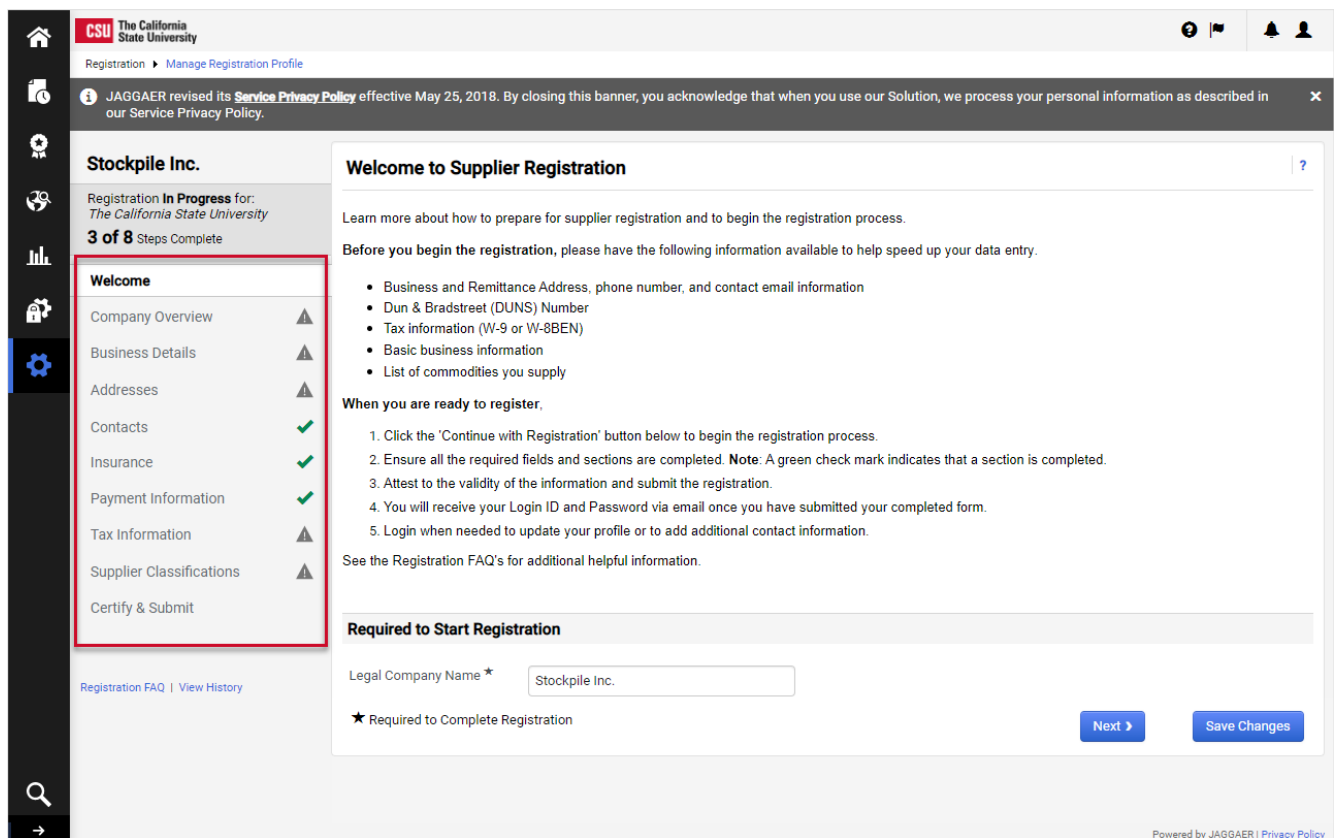 CSU The California
State University
Registration Manage Registration Profile
JAGGAER revised its Service Privacy Policy effective May 25, 2018. By closing this banner, you acknowledge that when you use our Solution, we process your personal information as described in
our Service Privacy Policy.
Stockpile Inc.
Registration In Progress for:
The California State University
3 of 8 Steps Complete
Welcome
Company Overview
Business Details
Addresses
Contacts
Insurance
Payment Information
Tax Information
Supplier Classifications
Certify & Submit
Registration FAQ | View History
Welcome to Supplier Registration
?
Learn more about how to prepare for supplier registration and to begin the registration process.
Before you begin the registration, please have the following information available to help speed up your data entry.
• Business and Remittance Address, phone number, and contact email information
• Dun & Bradstreet (DUNS) Number
• Tax information (W-9 or W-8BEN)
• Basic business information
• List of commodities you supply
When you are ready to register,
1. Click the 'Continue with Registration' button below to begin the registration process.
2. Ensure all the required fields and sections are completed. Note: A green check mark indicates that a section is completed.
3. Attest to the validity of the information and submit the registration.
4. You will receive your Login ID and Password via email once you have submitted your completed form.
5. Login when needed to update your profile or to add additional contact information.
See the Registration FAQ's for additional helpful information.
Required to Start Registration
Legal Company Name ★ Stockpile Inc.
★ Required to Complete Registration
Next Save Changes
Powered by JAGGAER | Privacy Policy